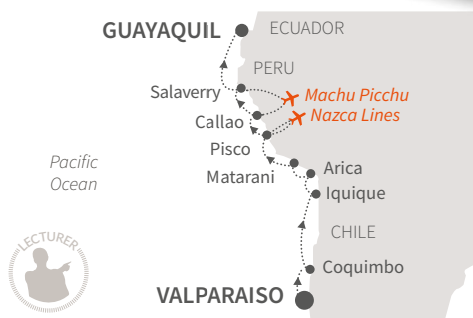 GUAYAQUIL
ECUADOR
PERU
Salaverry
Machu Picchu
Nazca Lines
Callao
Pisco
Pacific
Ocean
Matarani
Arica
Iquique
CHILE
LECTURER
Coquimbo
VALPARAISO